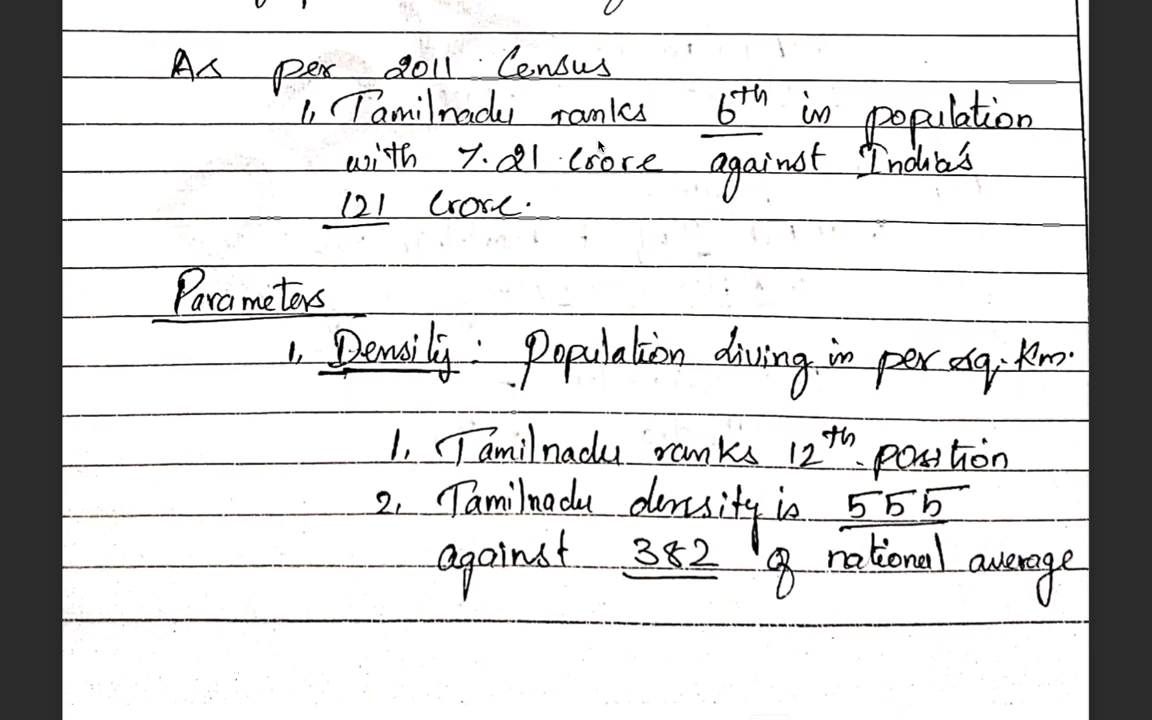 As per 2011 Census
1, Tamilnadu ranks 6th in population
with 7.21 Crore against India's
121 Crore.
Parameters
1, Density : Population living in per sq. Km.
1, Tamilnadu ranks 12th position
2, Tamilnadu density is 555
against 382 of national average